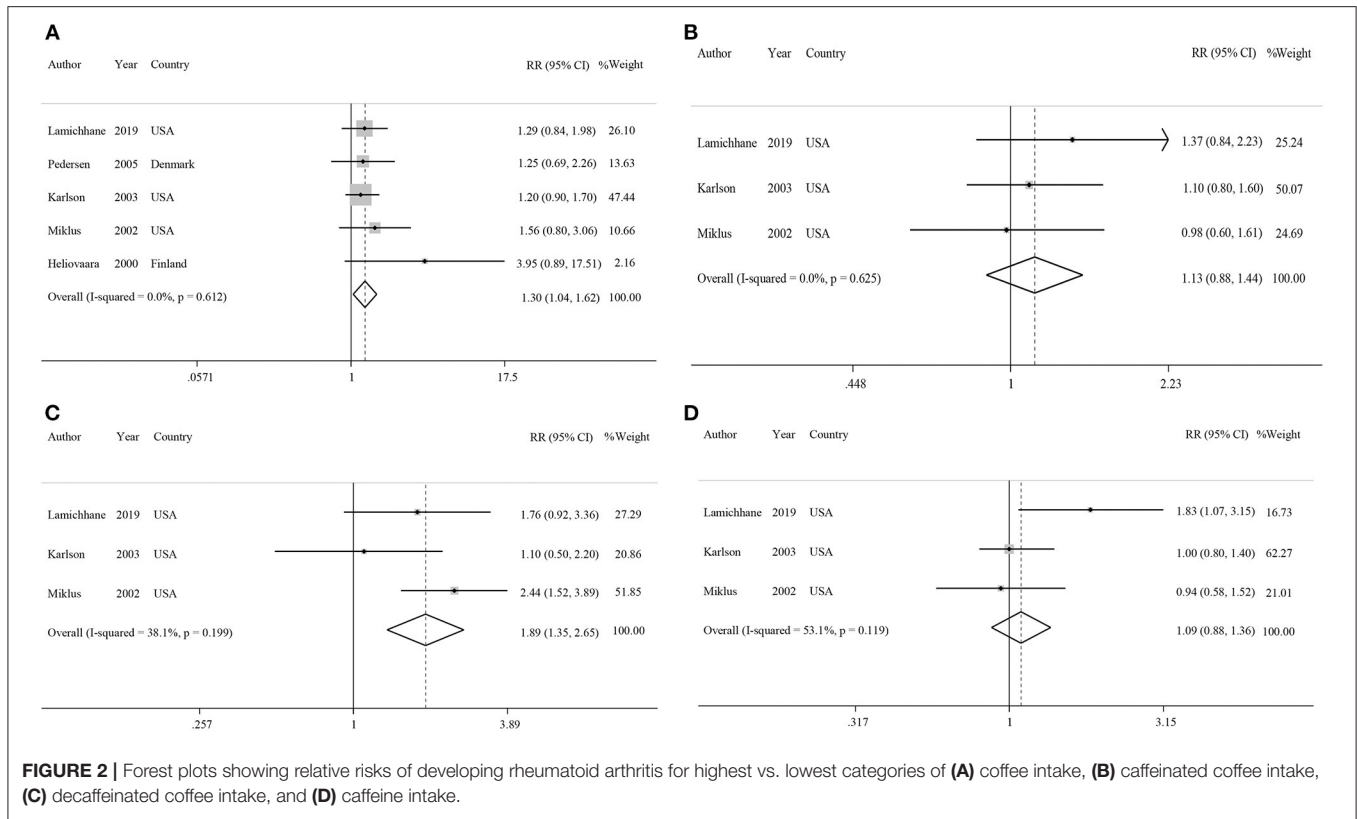 A
Author Year Country RR (95% CI) %Weight
Lamichhane 2019 USA 1.29 (0.84, 1.98) 26.10
Pedersen 2005 Denmark 1.25 (0.69, 2.26) 13.63
Karlson 2003 USA 1.20 (0.90, 1.70) 47.44
Miklus 2002 USA 1.56 (0.80, 3.06) 10.66
Heliovaara 2000 Finland 3.95 (0.89, 17.51) 2.16
Overall (I-squared = 0.0%, p = 0.612) 1.30 (1.04, 1.62) 100.00
.0571 1 17.5
B
Author Year Country RR (95% CI) %Weight
Lamichhane 2019 USA 1.37 (0.84, 2.23) 25.24
Karlson 2003 USA 1.10 (0.80, 1.60) 50.07
Miklus 2002 USA 0.98 (0.60, 1.61) 24.69
Overall (I-squared = 0.0%, p = 0.625) 1.13 (0.88, 1.44) 100.00
.448 1 2.23
C
Author Year Country RR (95% CI) %Weight
Lamichhane 2019 USA 1.76 (0.92, 3.36) 27.29
Karlson 2003 USA 1.10 (0.50, 2.20) 20.86
Miklus 2002 USA 2.44 (1.52, 3.89) 51.85
Overall (I-squared = 38.1%, p = 0.199) 1.89 (1.35, 2.65) 100.00
.257 1 3.89
D
Author Year Country RR (95% CI) %Weight
Lamichhane 2019 USA 1.83 (1.07, 3.15) 16.73
Karlson 2003 USA 1.00 (0.80, 1.40) 62.27
Miklus 2002 USA 0.94 (0.58, 1.52) 21.01
Overall (I-squared = 53.1%, p = 0.119) 1.09 (0.88, 1.36) 100.00
.317 1 3.15
FIGURE 2 | Forest plots showing relative risks of developing rheumatoid arthritis for highest vs. lowest categories of (A) coffee intake, (B) caffeinated coffee intake,
(C) decaffeinated coffee intake, and (D) caffeine intake.